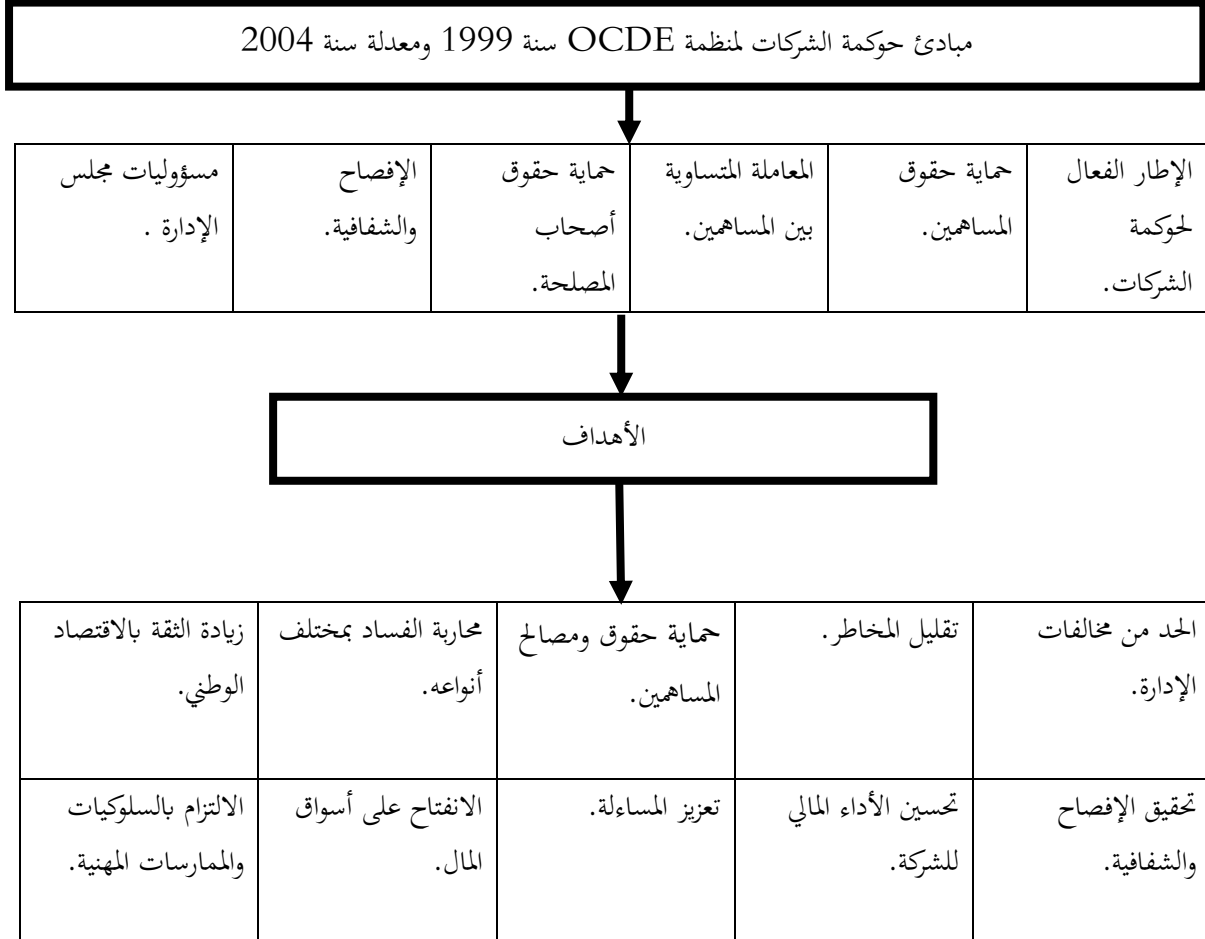 مبادئ حوكمة الشركات لمنظمة OCDE سنة 1999 ومعدلة سنة 2004
الإطار الفعال
لحوكمة
الشركات.
حماية حقوق
المساهمين.
المعاملة المتساوية
بين المساهمين.
حماية حقوق
أصحاب
المصلحة.
الإفصاح
والشفافية.
مسؤوليات مجلس
الإدارة .
الأهداف
الحد من مخالفات
الإدارة.
تقليل المخاطر.
حماية حقوق ومصالح
المساهمين.
محاربة الفساد بمختلف
أنواعه.
زيادة الثقة بالاقتصاد
الوطني.
تحقيق الإفصاح
والشفافية.
تحسين الأداء المالي
للشركة.
تعزيز المساءلة.
الانفتاح على أسواق
المال.
الالتزام بالسلوكيات
والممارسات المهنية.